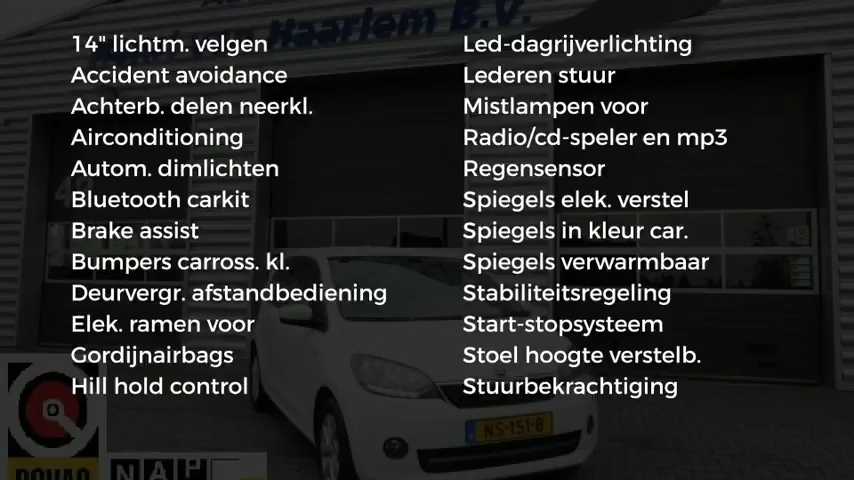 Haarlem B.V.
14" lichtm. velgen
Accident avoidance
Achterb. delen neerkl.
Airconditioning
Autom. dimlichten
Bluetooth carkit
Brake assist
Bumpers carross. kl.
Deurvergr. afstandbediening
Elek. ramen voor
Gordijnairbags
Hill hold control
Led-dagrijverlichting
Lederen stuur
Mistlampen voor
Radio/cd-speler en mp3
Regensensor
Spiegels elek. verstel
Spiegels in kleur car.
Spiegels verwarmbaar
Stabiliteitsregeling
Start-stopsysteem
Stoel hoogte verstelb.
Stuurbekrachtiging
NS-151-B
BOVAG
NAP